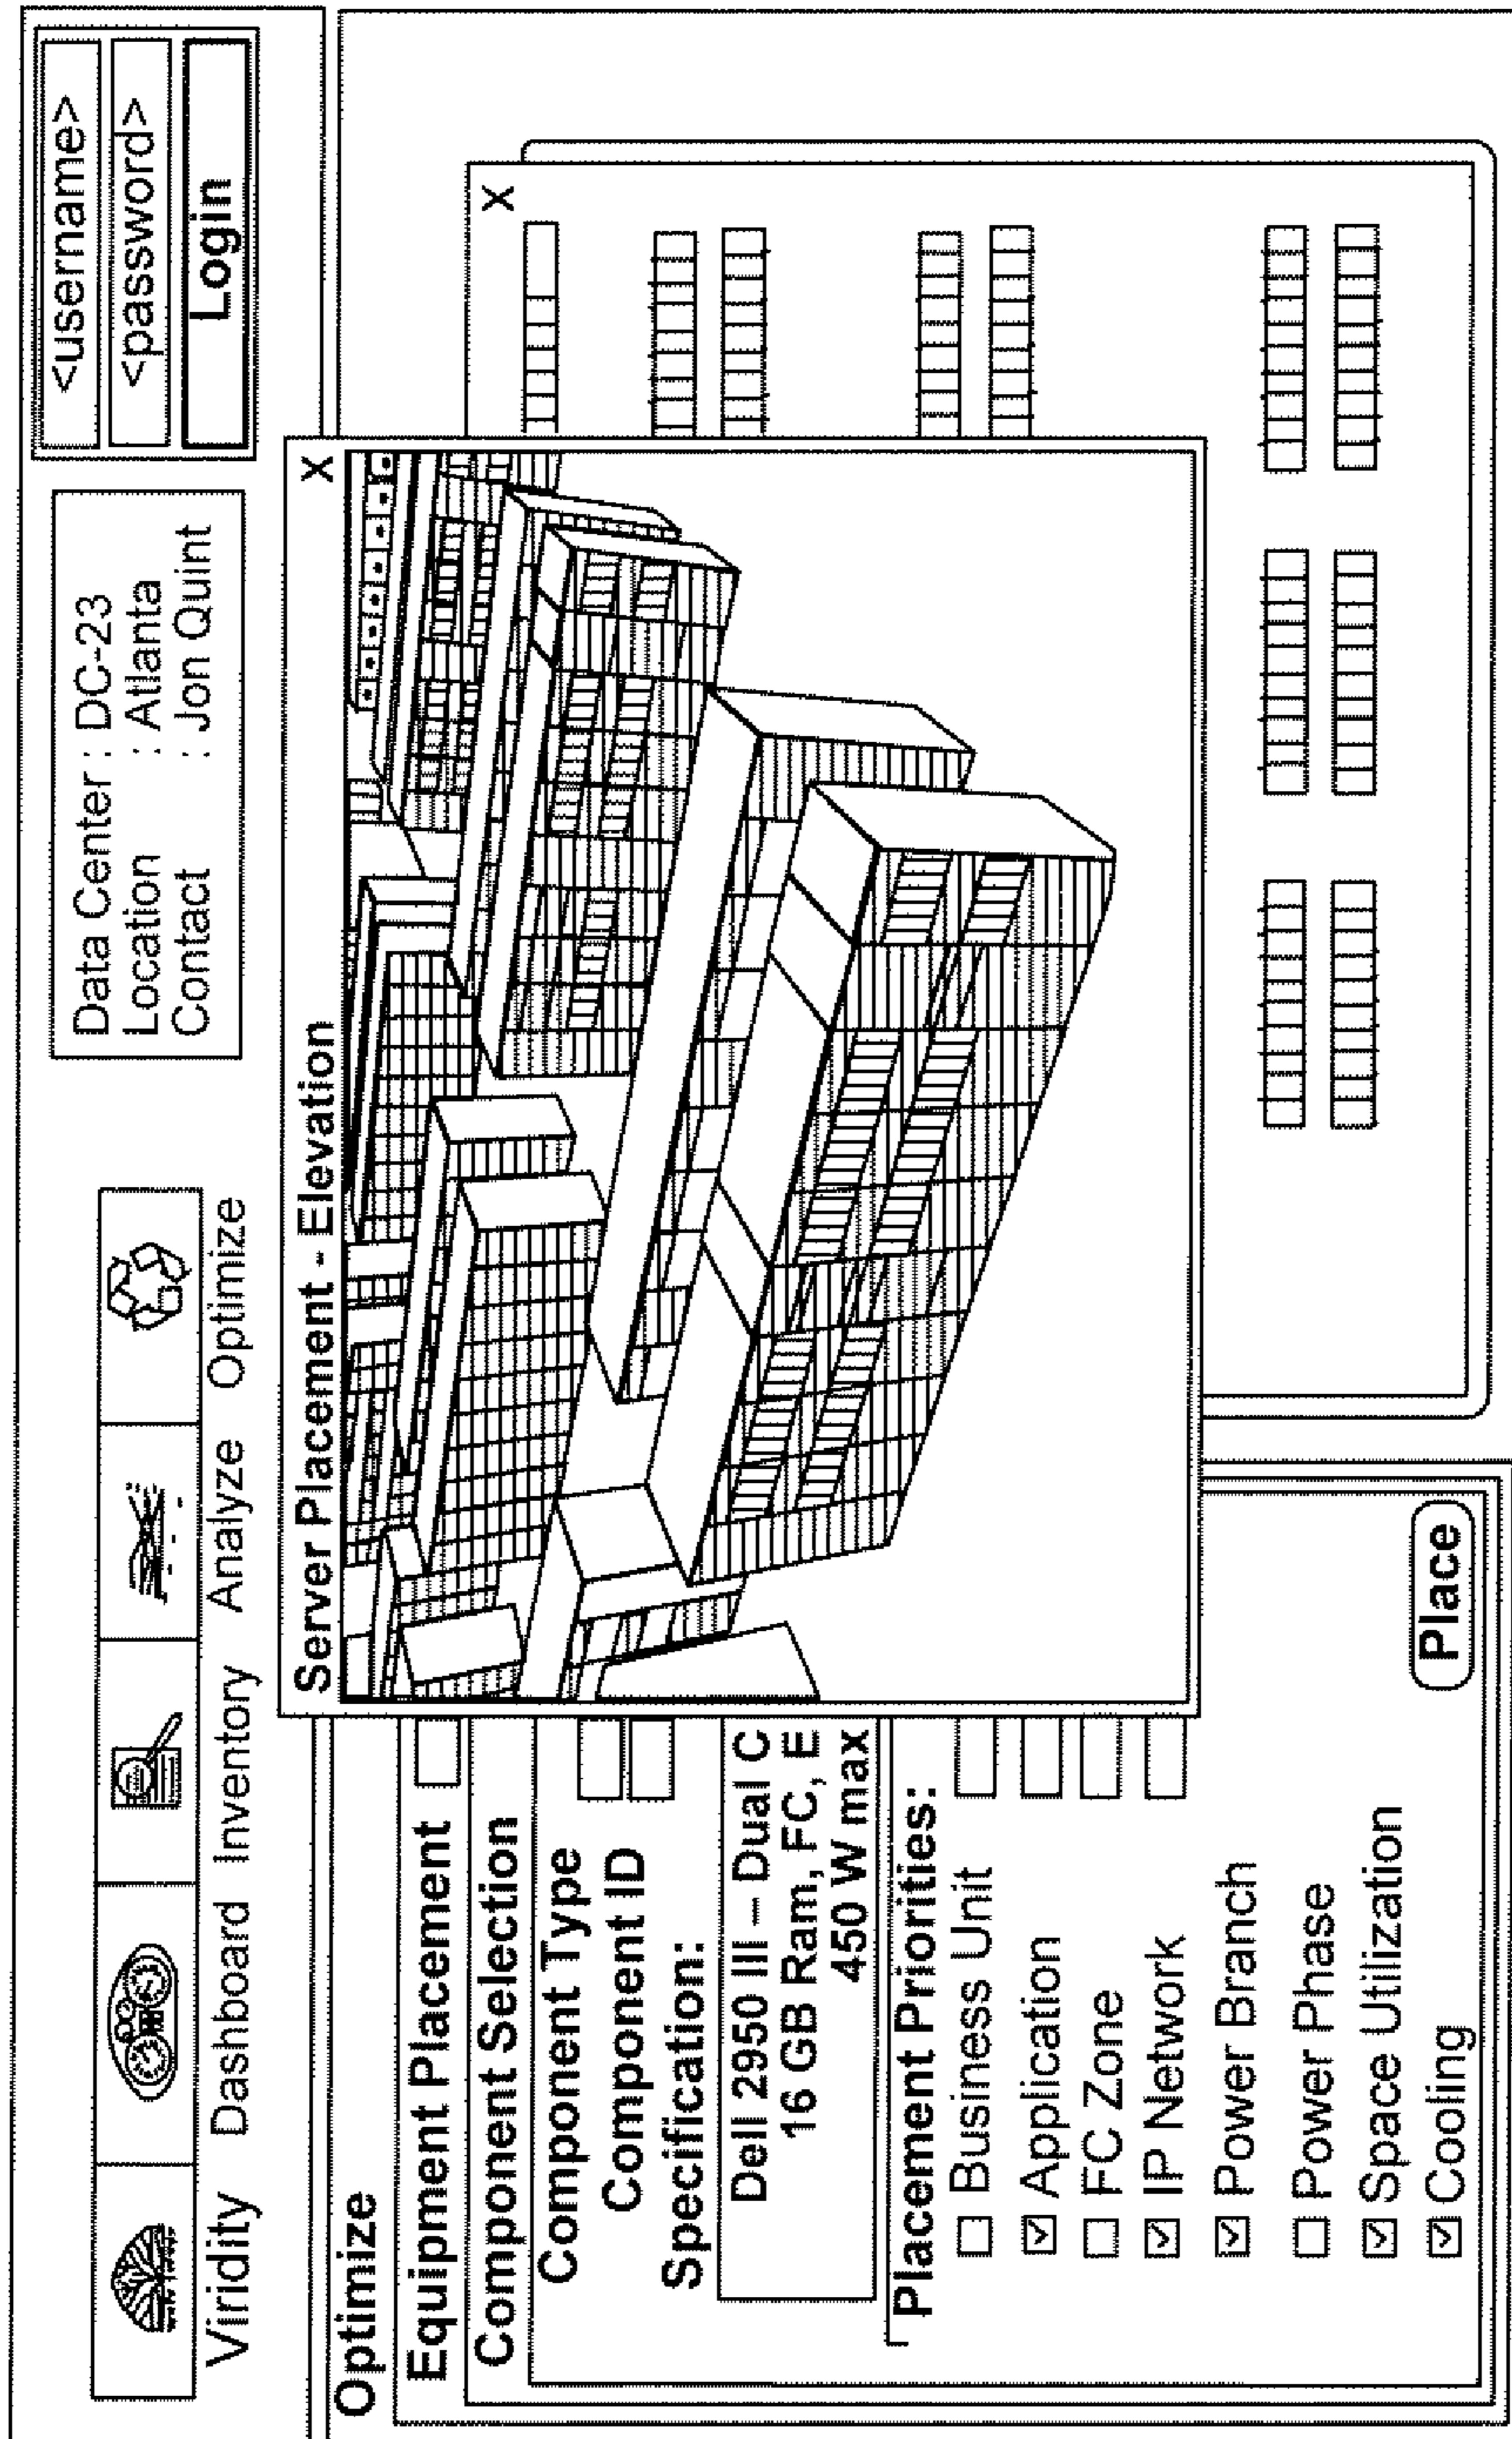 Viridity Dashboard Inventory Analyze Optimize
Data Center : DC-23
Location : Atlanta
Contact : Jon Quint
<username>
<password>
Login
Optimize
Equipment Placement
Component Selection
Component Type
Component ID
Specification:
Dell 2950 III – Dual C
16 GB Ram, FC, E
450 W max
Placement Priorities:
Business Unit
Application
FC Zone
IP Network
Power Branch
Power Phase
Space Utilization
Cooling
Place
Server Placement - Elevation
X
X